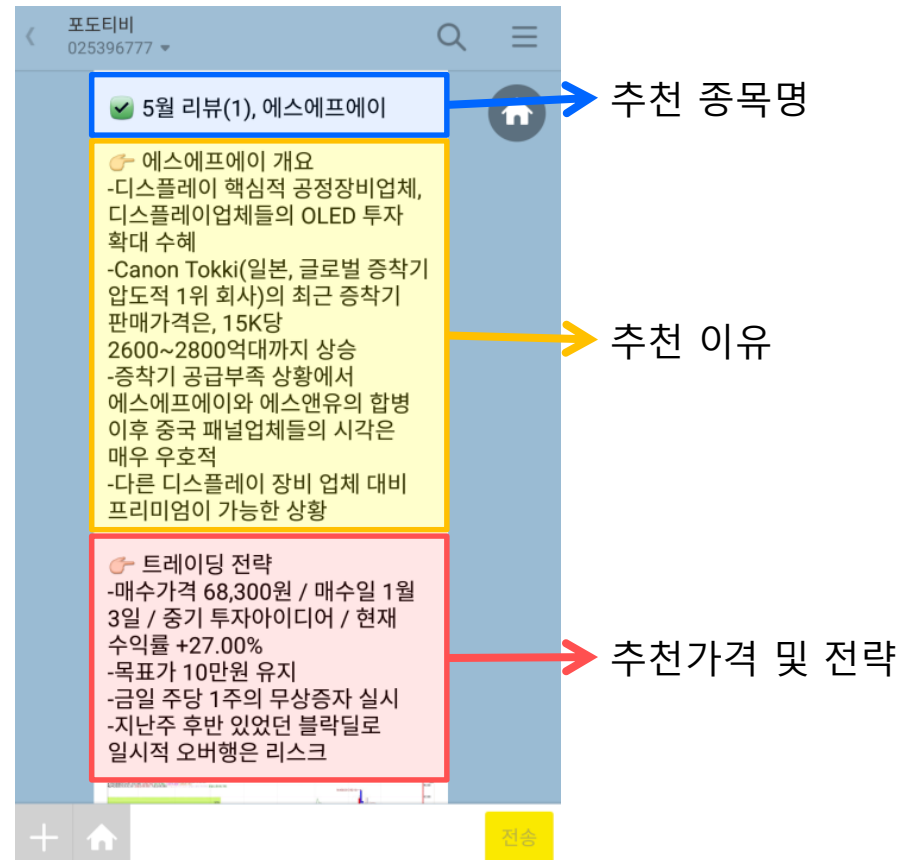 포도티비
025396777
✅ 5월 리뷰(1), 에스에프에이
추천 종목명
👉 에스에프에이 개요
-디스플레이 핵심적 공정장비업체,
디스플레이업체들의 OLED 투자
확대 수혜
-Canon Tokki(일본, 글로벌 증착기
압도적 1위 회사)의 최근 증착기
판매가격은, 15K당
2600~2800억대까지 상승
-증착기 공급부족 상황에서
에스에프에이와 에스앤유의 합병
이후 중국 패널업체들의 시각은
매우 우호적
-다른 디스플레이 장비 업체 대비
프리미엄이 가능한 상황
추천 이유
👉 트레이딩 전략
-매수가격 68,300원 / 매수일 1월
3일 / 중기 투자아이디어 / 현재
수익률 +27.00%
-목표가 10만원 유지
-금일 주당 1주의 무상증자 실시
-지난주 후반 있었던 블락딜로
일시적 오버행은 리스크
추천가격 및 전략
전송